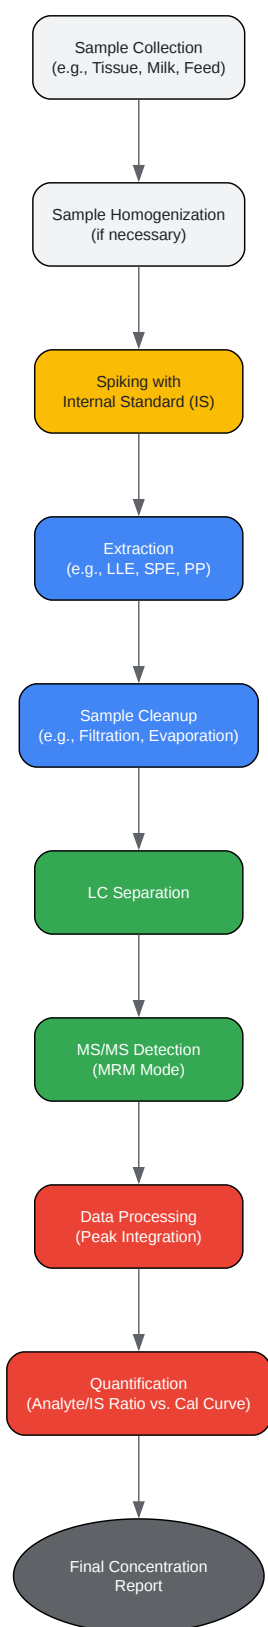 Sample Collection
(e.g., Tissue, Milk, Feed)
Sample Homogenization
(if necessary)
Spiking with
Internal Standard (IS)
Extraction
(e.g., LLE, SPE, PP)
Sample Cleanup
(e.g., Filtration, Evaporation)
LC Separation
MS/MS Detection
(MRM Mode)
Data Processing
(Peak Integration)
Quantification
(Analyte/IS Ratio vs. Cal Curve)
Final Concentration
Report